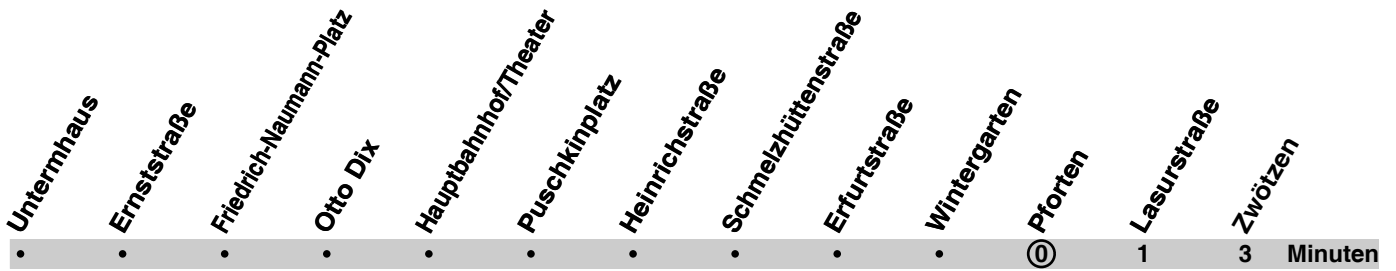 Untermhaus
Ernststraße
Friedrich-Naumann-Platz
Otto Dix
Hauptbahnhof/Theater
Puschkinplatz
Heinrichstraße
Schmelzhüttenstraße
Erfurtstraße
Wintergarten
Pforten
Lasurstraße
Zwötzen
• • • • • • • • • • 0 1 3 Minuten